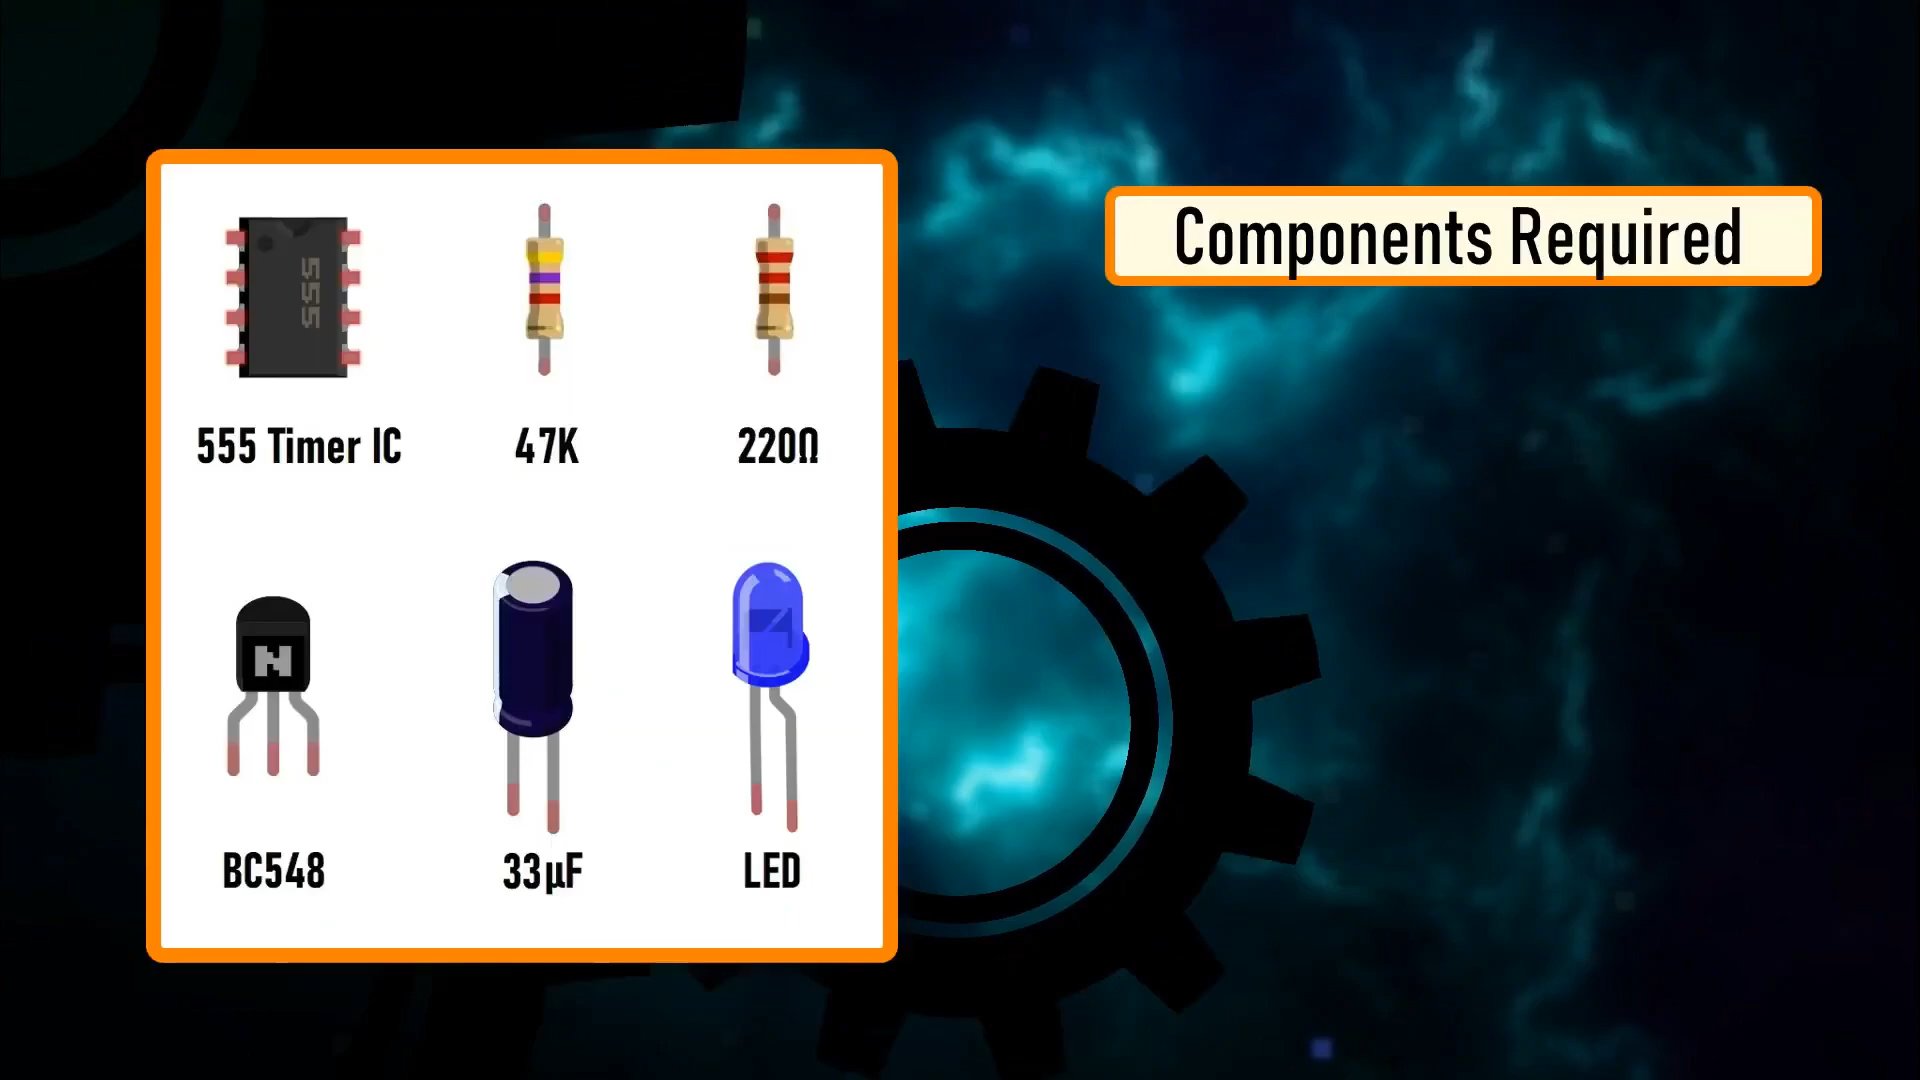 Components Required
555
555 Timer IC
47K
220Ω
N
BC548
33µF
LED